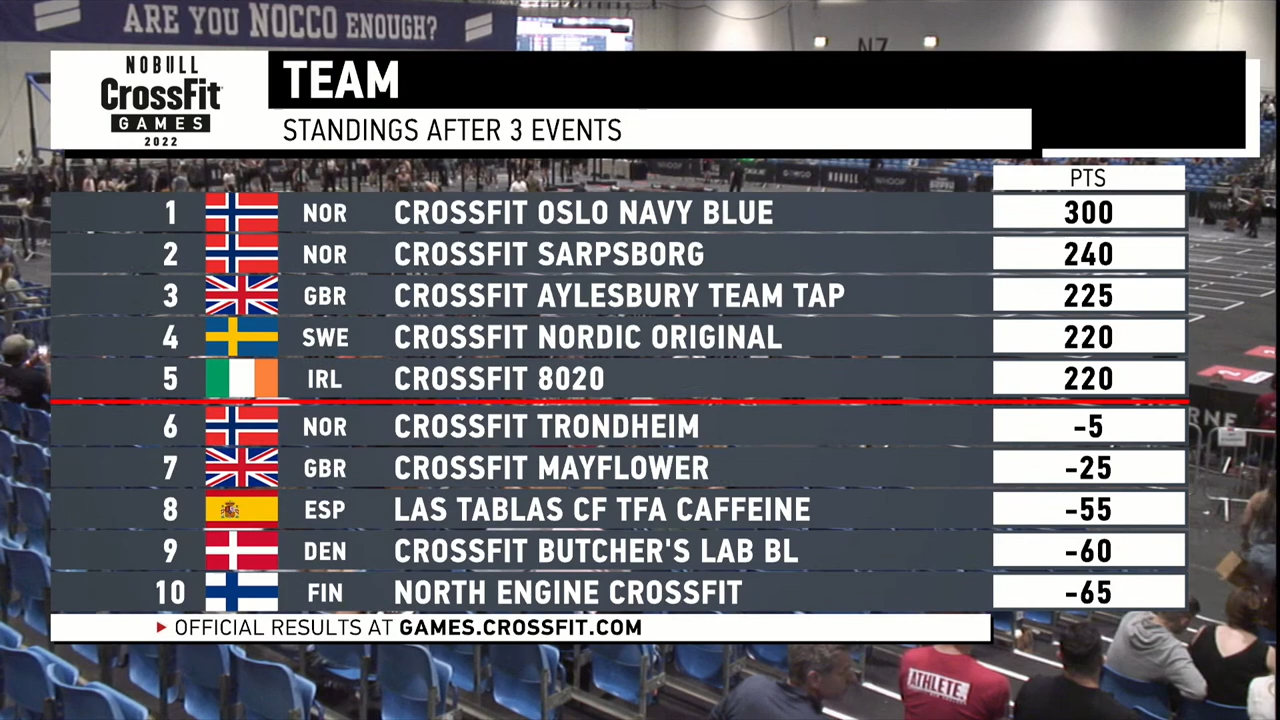 ARE YOU NOCCO ENOUGH?
NZ
NOBULL
CrossFit
GAMES
2022
TEAM
STANDINGS AFTER 3 EVENTS
PTS
1 NOR CROSSFIT OSLO NAVY BLUE 300
2 NOR CROSSFIT SARPSBORG 240
3 GBR CROSSFIT AYLESBURY TEAM TAP 225
4 SWE CROSSFIT NORDIC ORIGINAL 220
5 IRL CROSSFIT 8020 220
6 NOR CROSSFIT TRONDHEIM -5
7 GBR CROSSFIT MAYFLOWER -25
8 ESP LAS TABLAS CF TFA CAFFEINE -55
9 DEN CROSSFIT BUTCHER'S LAB BL -60
10 FIN NORTH ENGINE CROSSFIT -65
OFFICIAL RESULTS AT GAMES.CROSSFIT.COM
ATHLETE.